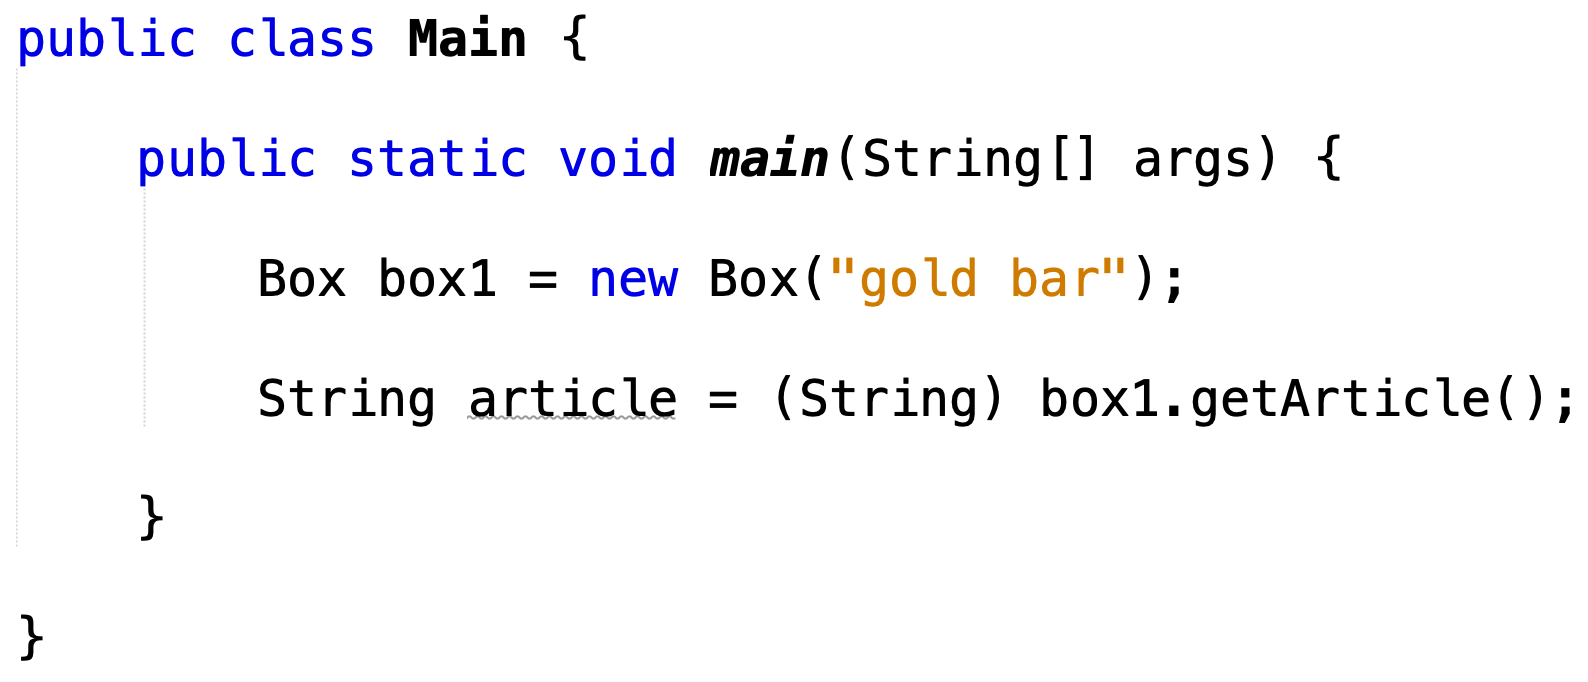 public class Main {
public static void main(String[] args) {
Box box1 = new Box("gold bar");
String article = (String) box1.getArticle();
}
}